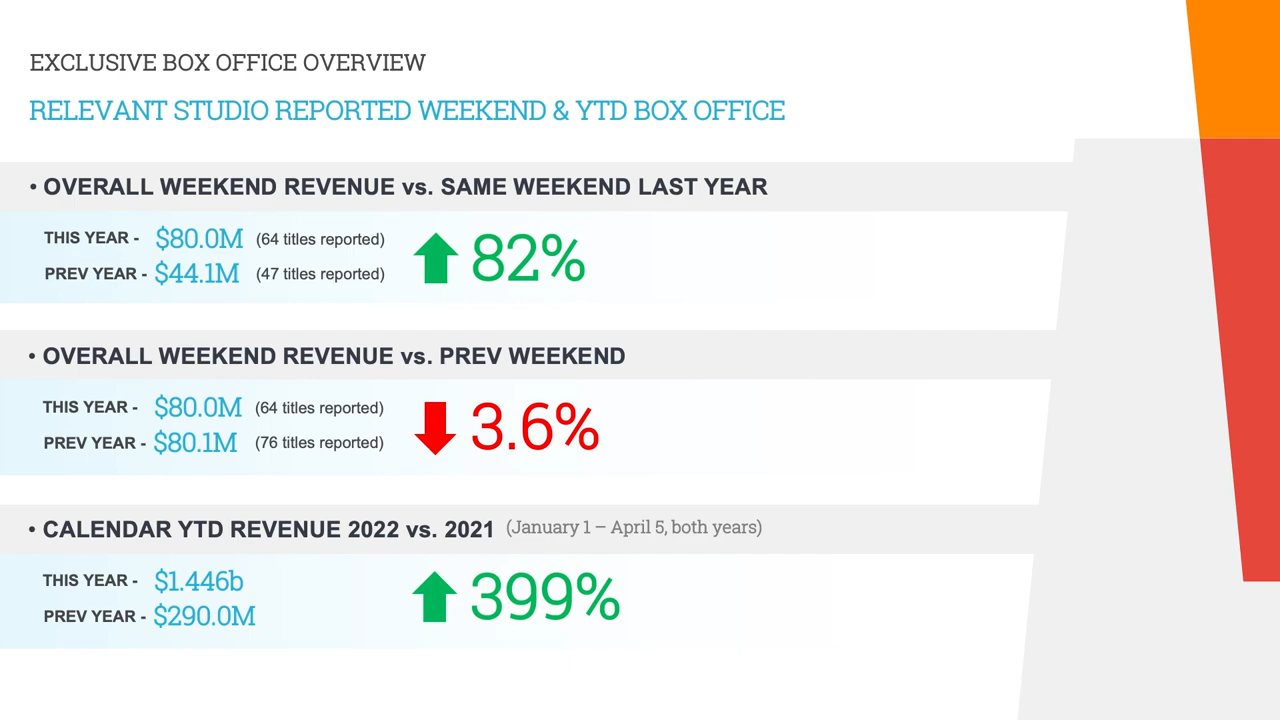 EXCLUSIVE BOX OFFICE OVERVIEW
RELEVANT STUDIO REPORTED WEEKEND & YTD BOX OFFICE
• OVERALL WEEKEND REVENUE vs. SAME WEEKEND LAST YEAR
THIS YEAR - $80.0M (64 titles reported)
PREV YEAR - $44.1M (47 titles reported)
82%
• OVERALL WEEKEND REVENUE vs. PREV WEEKEND
THIS YEAR - $80.0M (64 titles reported)
PREV YEAR - $80.1M (76 titles reported)
3.6%
• CALENDAR YTD REVENUE 2022 vs. 2021 (January 1 – April 5, both years)
THIS YEAR - $1.446b
PREV YEAR - $290.0M
399%